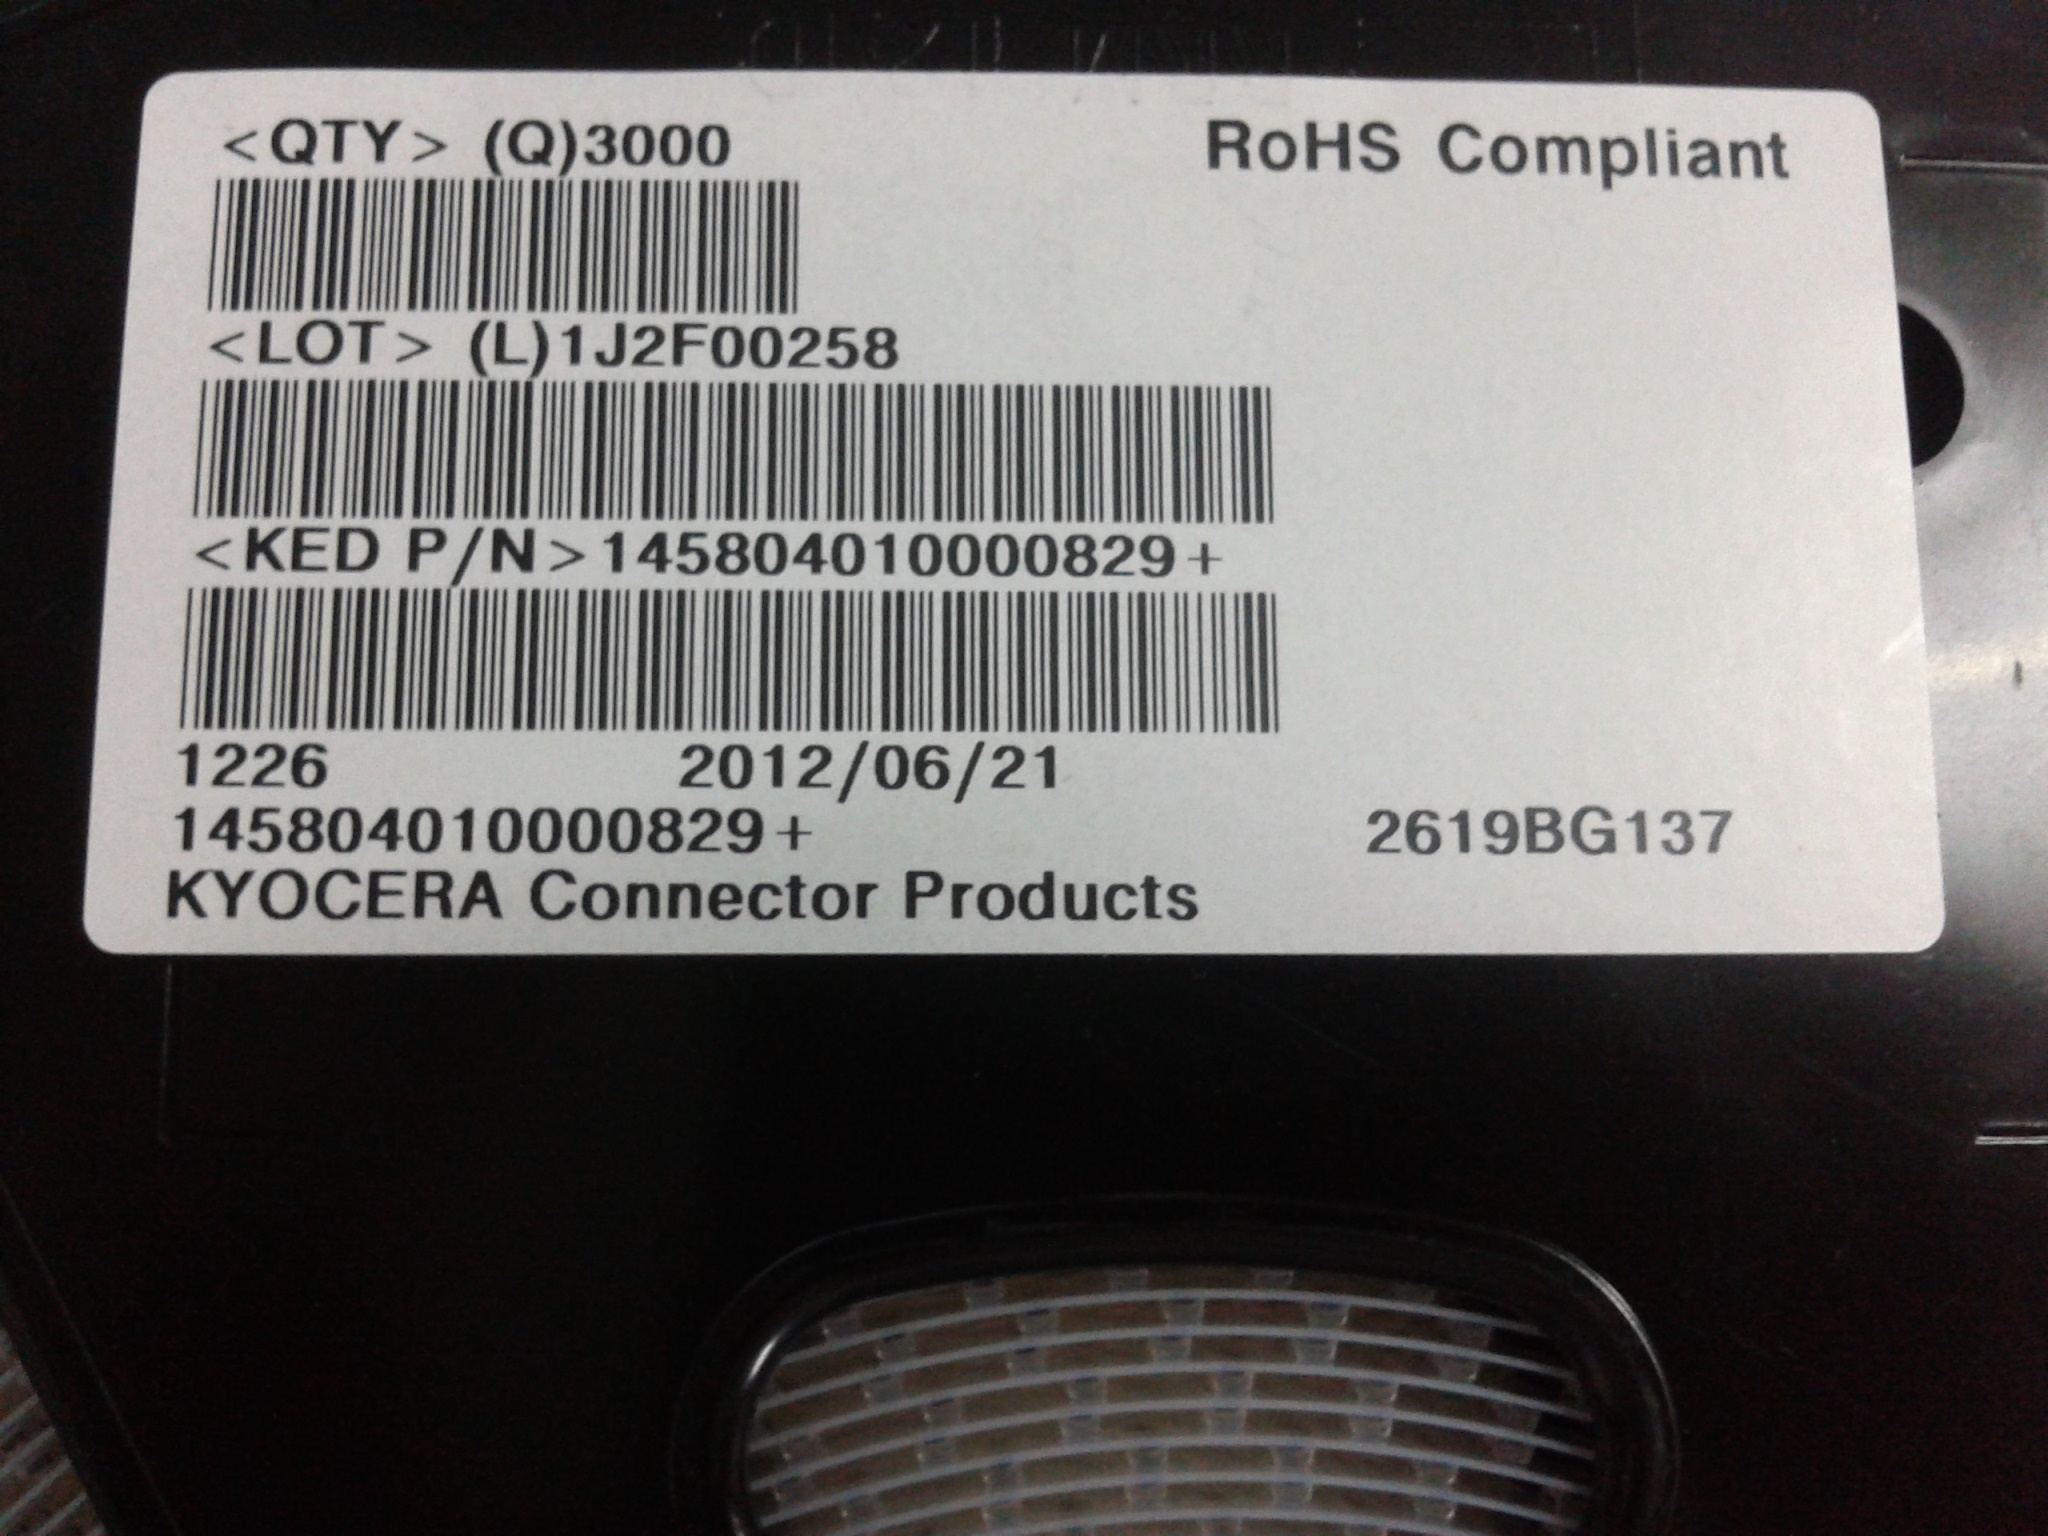 <QTY> (Q)3000
RoHS Compliant
<LOT> (L)1J2F00258
<KED P/N>145804010000829+
1226 2012/06/21
145804010000829+ 2619BG137
KYOCERA Connector Products